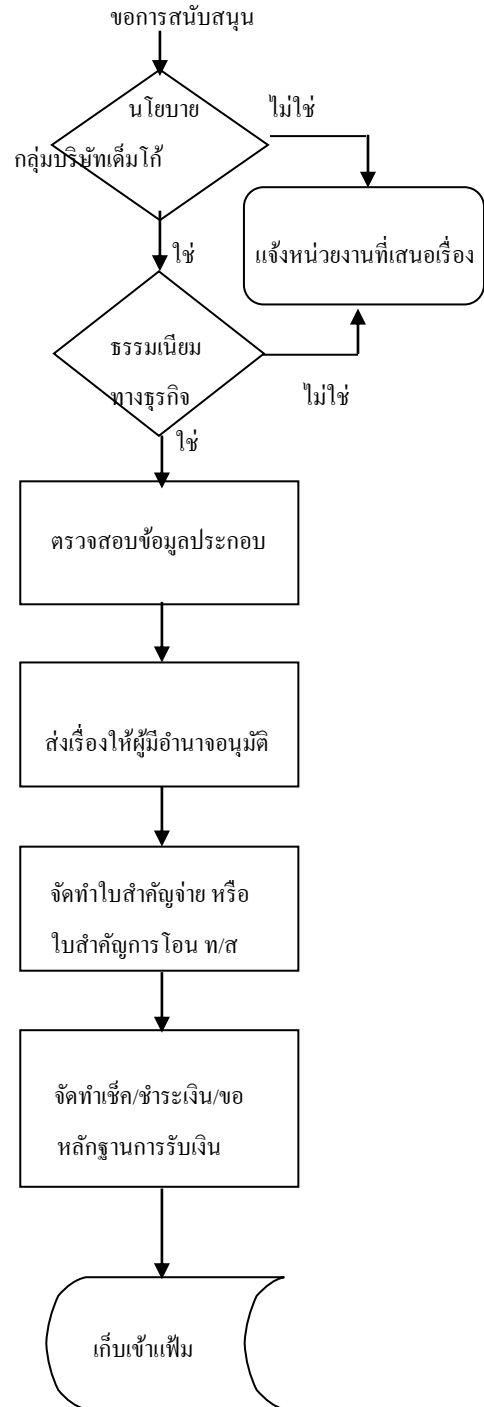 ขอการสนับสนุน
นโยบาย
กลุ่มบริษัทเด็มโก้
ไม่ใช่
แจ้งหน่วยงานที่เสนอเรื่อง
ใช่
ธรรมเนียม
ทางธุรกิจ
ไม่ใช่
ใช่
ตรวจสอบข้อมูลประกอบ
ส่งเรื่องให้ผู้มีอำนาจอนุมัติ
จัดทำใบสำคัญจ่าย หรือ
ใบสำคัญการโอน ท/ส
จัดทำเช็ค/ชำระเงิน/ขอ
หลักฐานการรับเงิน
เก็บเข้าแฟ้ม